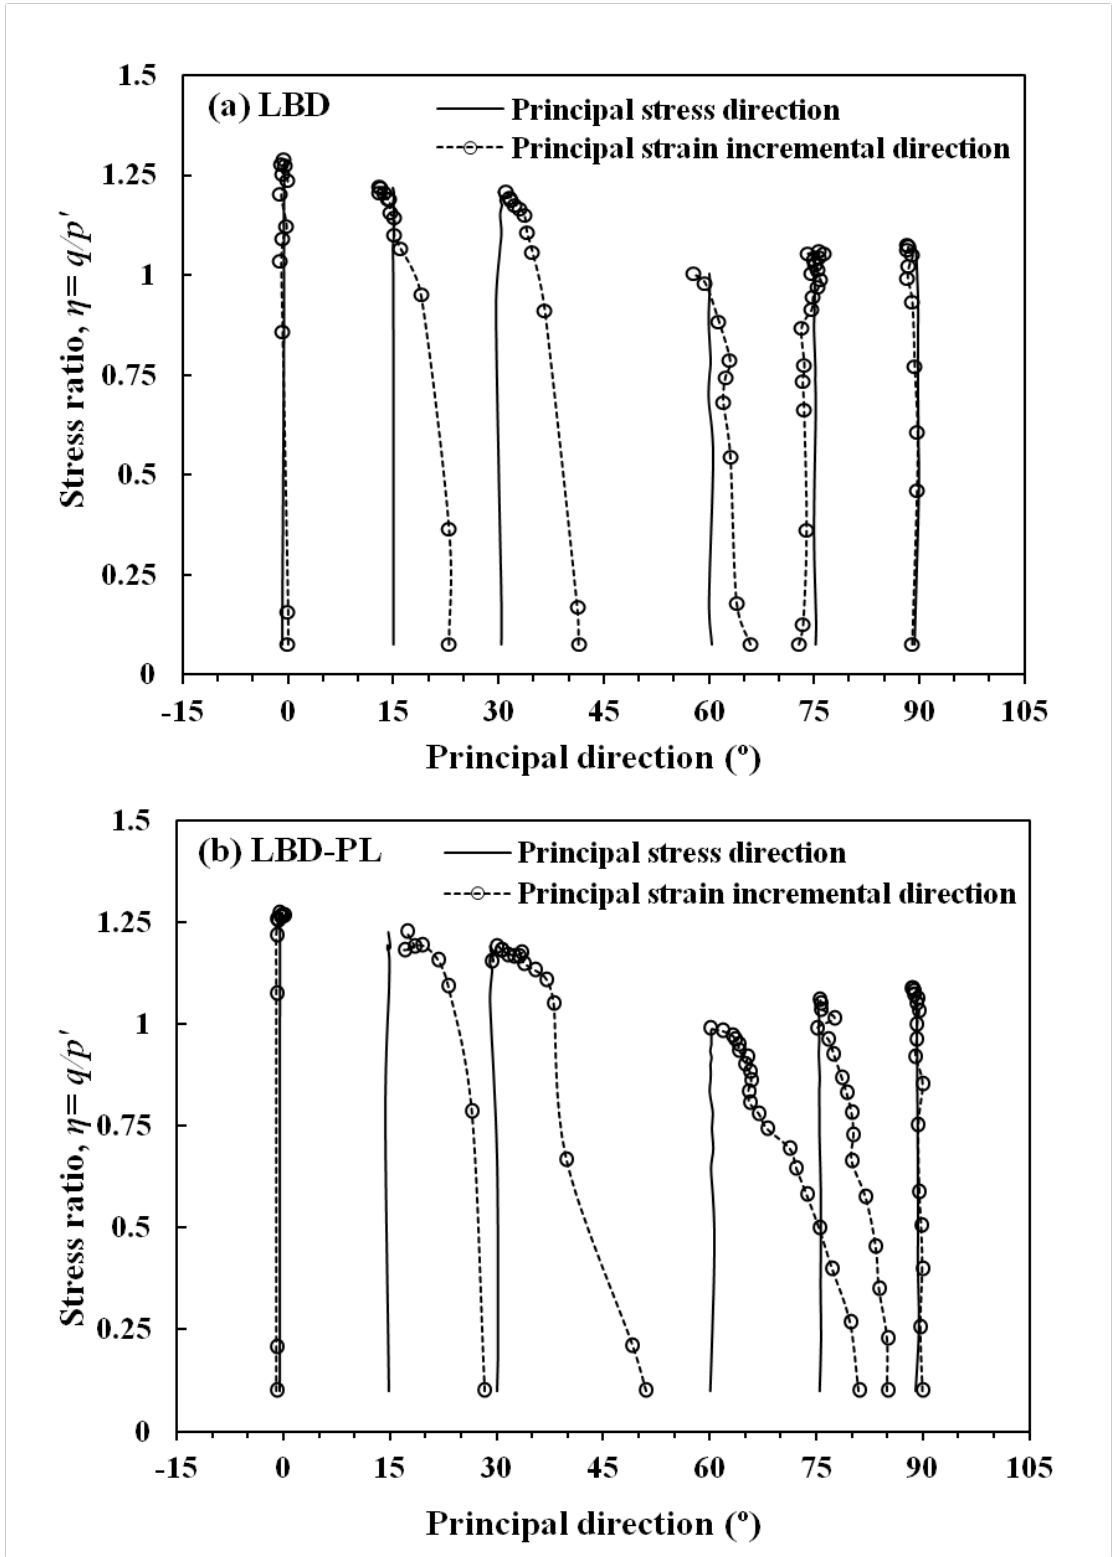 (a) LBD
Principal stress direction
Principal strain incremental direction
Stress ratio, η= q/p'
1.5
1.25
1
0.75
0.5
0.25
0
-15 0 15 30 45 60 75 90 105
Principal direction (º)
(b) LBD-PL
Principal stress direction
Principal strain incremental direction
Stress ratio, η= q/p'
1.5
1.25
1
0.75
0.5
0.25
0
-15 0 15 30 45 60 75 90 105
Principal direction (º)